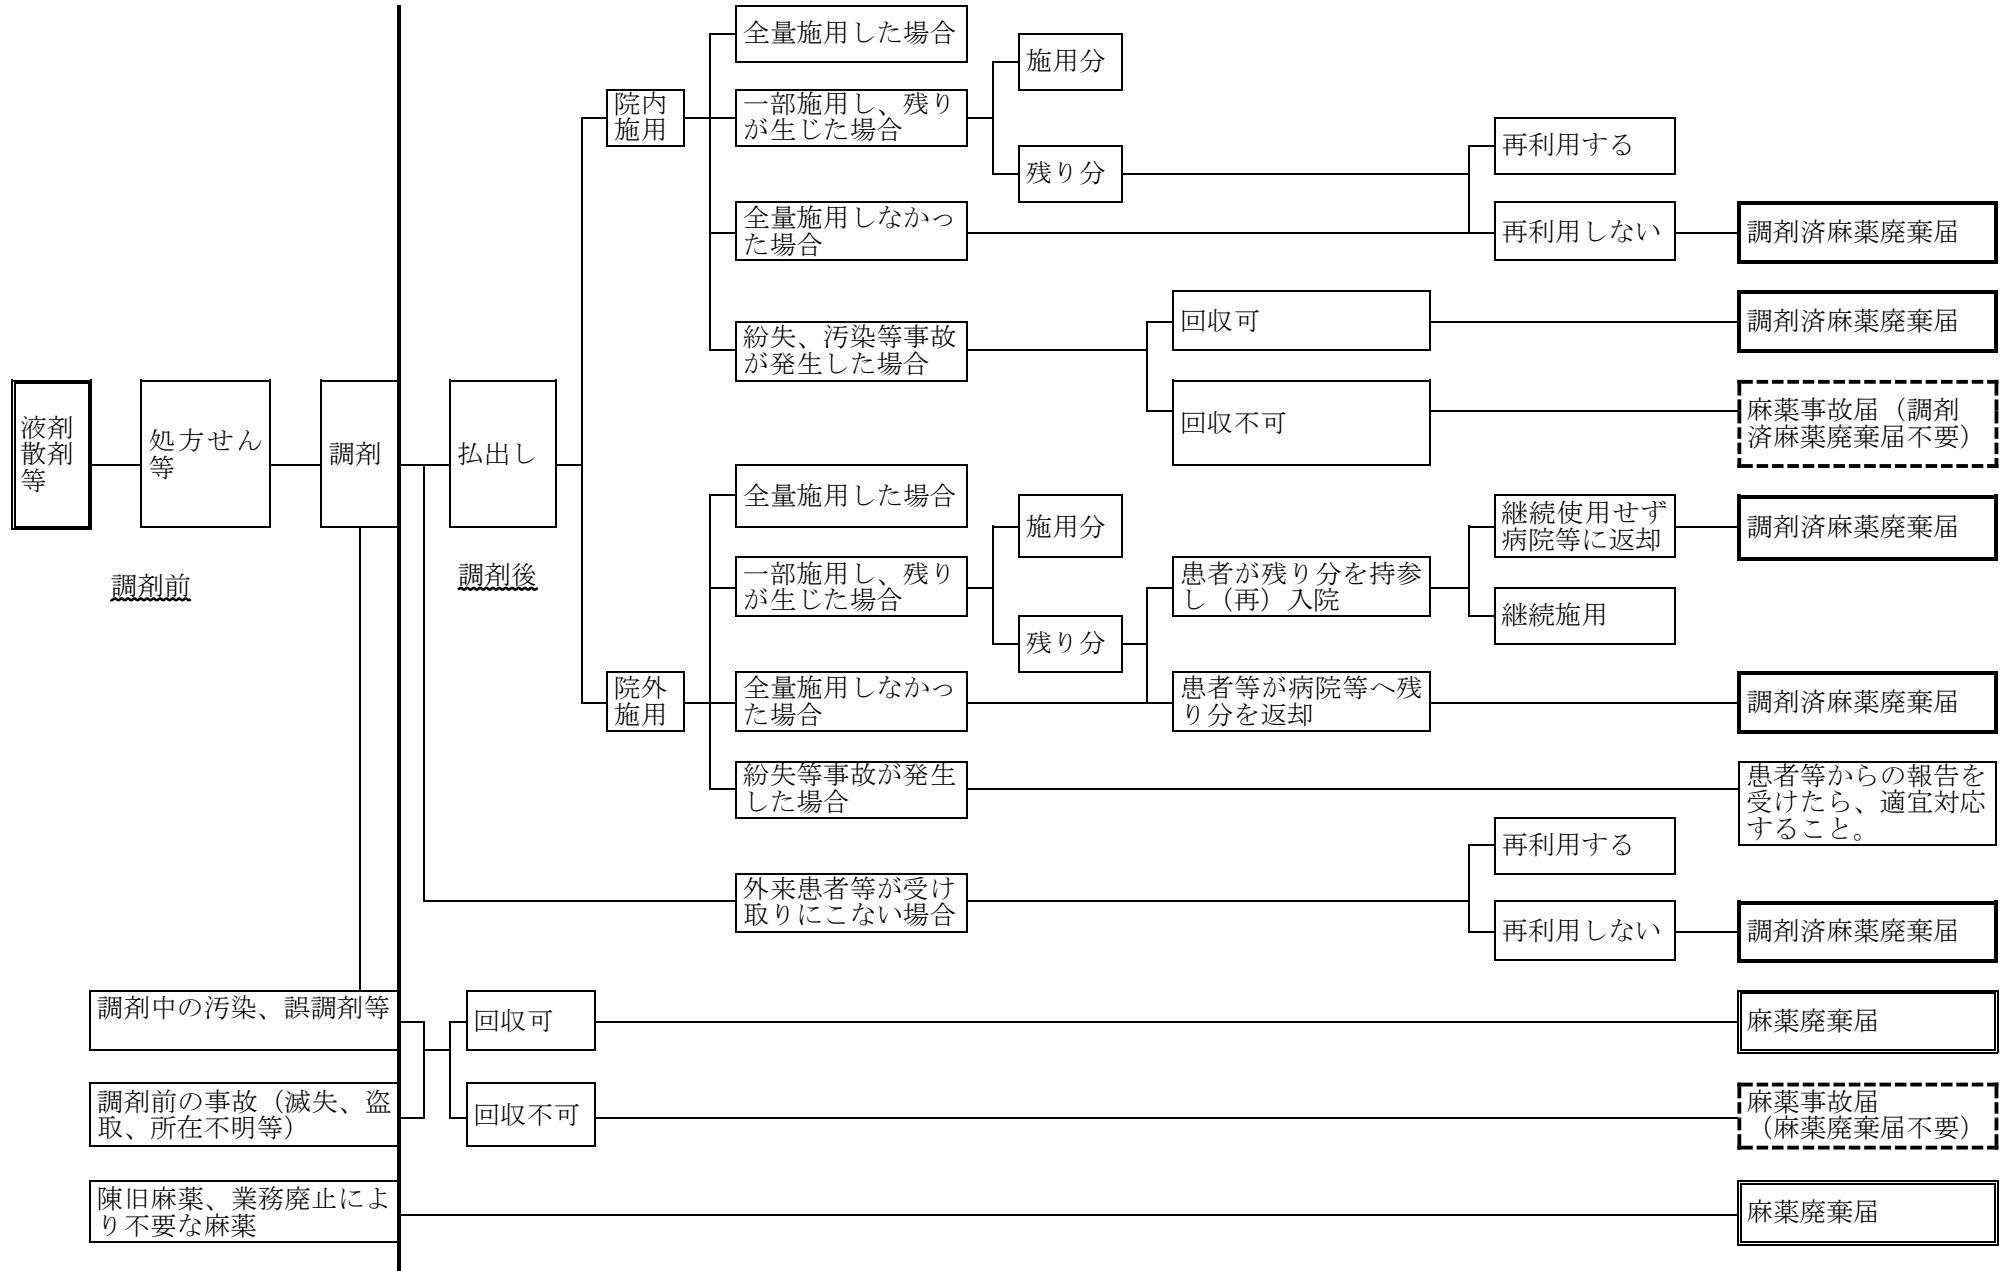 全量施用した場合
施用分
院内
施用
一部施用し、残り
が生じた場合
再利用する
残り分
全量施用しなかっ
た場合
再利用しない
調剤済麻薬廃棄届
回収可
調剤済麻薬廃棄届
紛失、汚染等事故
が発生した場合
液剤
散剤
等
処方せん
等
調剤
払出し
回収不可
麻薬事故届（調剤
済麻薬廃棄届不要）
全量施用した場合
施用分
継続使用せず
病院等に返却
調剤済麻薬廃棄届
調剤前
調剤後
一部施用し、残り
が生じた場合
患者が残り分を持参
し（再）入院
継続施用
残り分
院外
施用
全量施用しなかっ
た場合
患者等が病院等へ残
り分を返却
調剤済麻薬廃棄届
紛失等事故が発生
した場合
患者等からの報告を
受けたら、適宜対応
すること。
再利用する
外来患者等が受け
取りにこない場合
再利用しない
調剤済麻薬廃棄届
調剤中の汚染、誤調剤等
回収可
麻薬廃棄届
調剤前の事故（滅失、盗
取、所在不明等）
回収不可
麻薬事故届
（麻薬廃棄届不要）
陳旧麻薬、業務廃止によ
り不要な麻薬
麻薬廃棄届